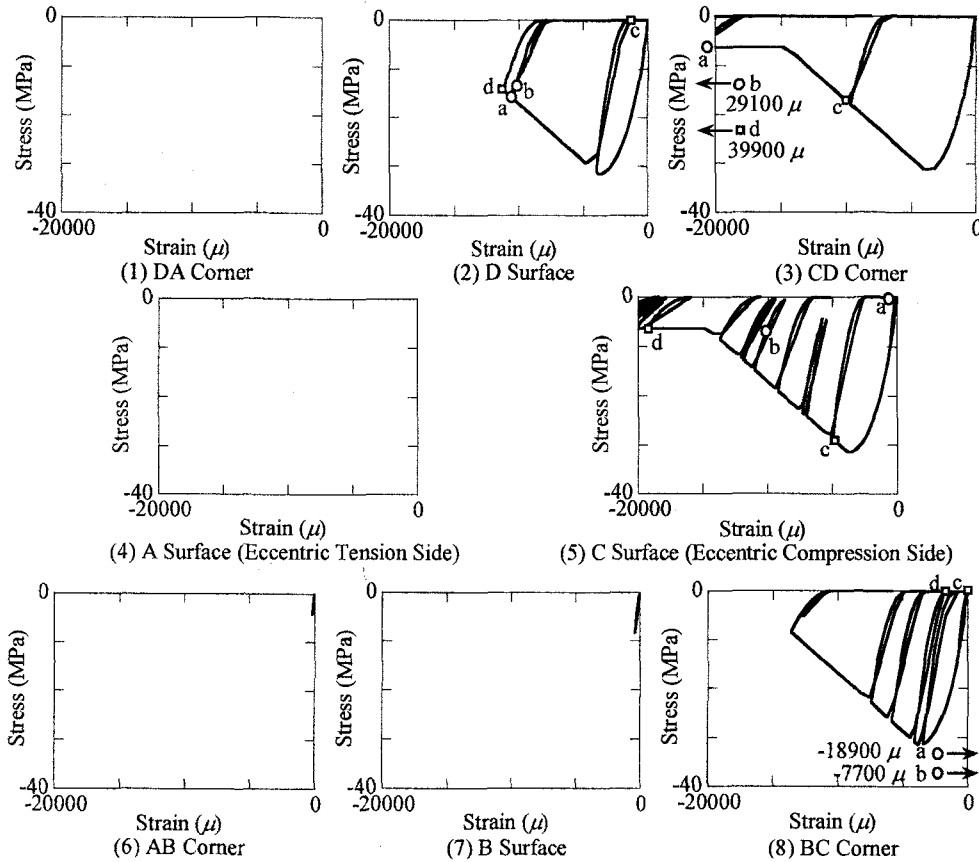 0
Stress (MPa)
-40
-20000
0
Strain (μ)
(1) DA Corner
0
Stress (MPa)
-40
-20000
0
Strain (μ)
(2) D Surface
c
d
b
a
0
Stress (MPa)
-40
-20000
0
Strain (μ)
(3) CD Corner
a
b
29100 μ
c
d
39900 μ
0
Stress (MPa)
-40
-20000
0
Strain (μ)
(4) A Surface (Eccentric Tension Side)
0
Stress (MPa)
-40
-20000
0
Strain (μ)
(5) C Surface (Eccentric Compression Side)
a
b
d
c
0
Stress (MPa)
-40
-20000
0
Strain (μ)
(6) AB Corner
0
Stress (MPa)
-40
-20000
0
Strain (μ)
(7) B Surface
0
Stress (MPa)
-40
-20000
0
Strain (μ)
(8) BC Corner
d c
-18900 μ a
-7700 μ b